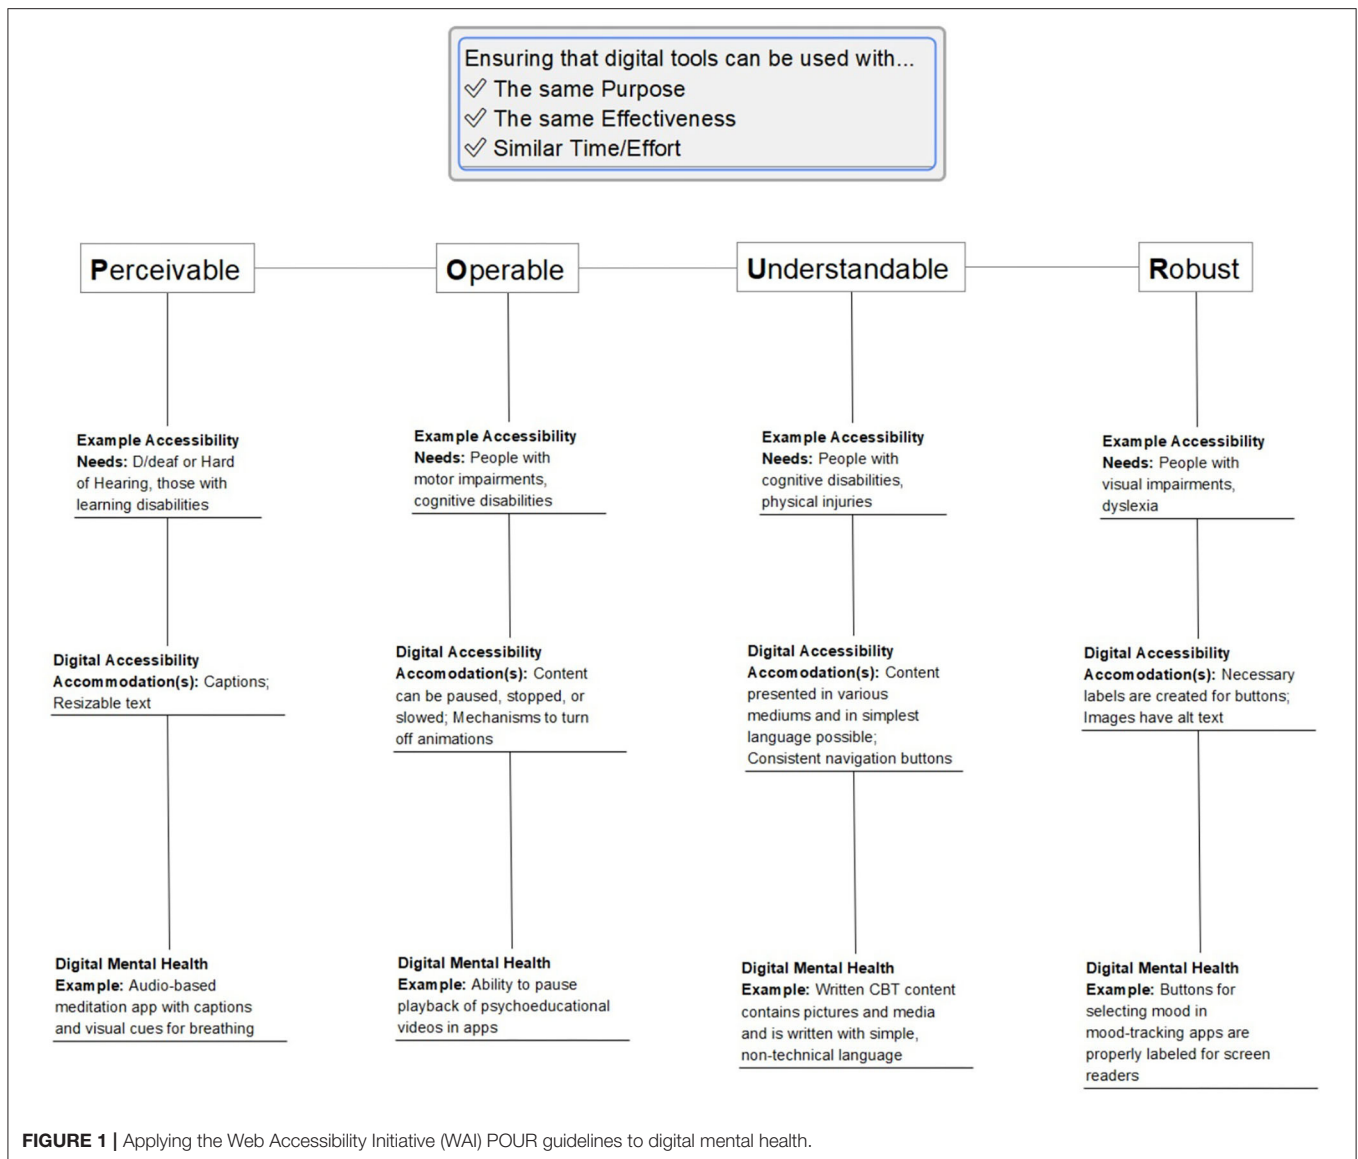 Ensuring that digital tools can be used with...
✓ The same Purpose
✓ The same Effectiveness
✓ Similar Time/Effort
Perceivable
Operable
Understandable
Robust
Example Accessibility
Needs: D/deaf or Hard
of Hearing, those with
learning disabilities
Example Accessibility
Needs: People with
motor impairments,
cognitive disabilities
Example Accessibility
Needs: People with
cognitive disabilities,
physical injuries
Example Accessibility
Needs: People with
visual impairments,
dyslexia
Digital Accessibility
Accommodation(s): Captions;
Resizable text
Digital Accessibility
Accomodation(s): Content
can be paused, stopped, or
slowed; Mechanisms to turn
off animations
Digital Accessibility
Accomodation(s): Content
presented in various
mediums and in simplest
language possible;
Consistent navigation buttons
Digital Accessibility
Accomodation(s): Necessary
labels are created for buttons;
Images have alt text
Digital Mental Health
Example: Audio-based
meditation app with captions
and visual cues for breathing
Digital Mental Health
Example: Ability to pause
playback of psychoeducational
videos in apps
Digital Mental Health
Example: Written CBT content
contains pictures and media
and is written with simple,
non-technical language
Digital Mental Health
Example: Buttons for
selecting mood in
mood-tracking apps are
properly labeled for screen
readers
FIGURE 1 | Applying the Web Accessibility Initiative (WAI) POUR guidelines to digital mental health.